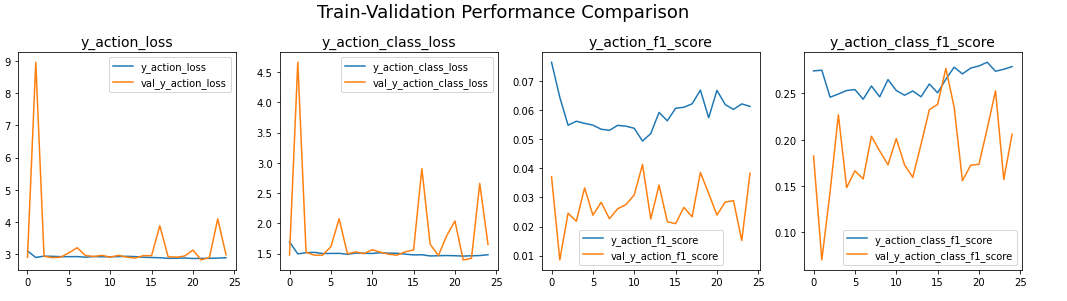 Train-Validation Performance Comparison
y_action_loss
9
8
7
6
5
4
3
0 5 10 15 20 25
y_action_loss
val_y_action_loss
y_action_class_loss
4.5
4.0
3.5
3.0
2.5
2.0
1.5
0 5 10 15 20 25
y_action_class_loss
val_y_action_class_loss
y_action_f1_score
0.07
0.06
0.05
0.04
0.03
0.02
0.01
0 5 10 15 20 25
y_action_f1_score
val_y_action_f1_score
y_action_class_f1_score
0.25
0.20
0.15
0.10
0 5 10 15 20 25
y_action_class_f1_score
val_y_action_class_f1_score